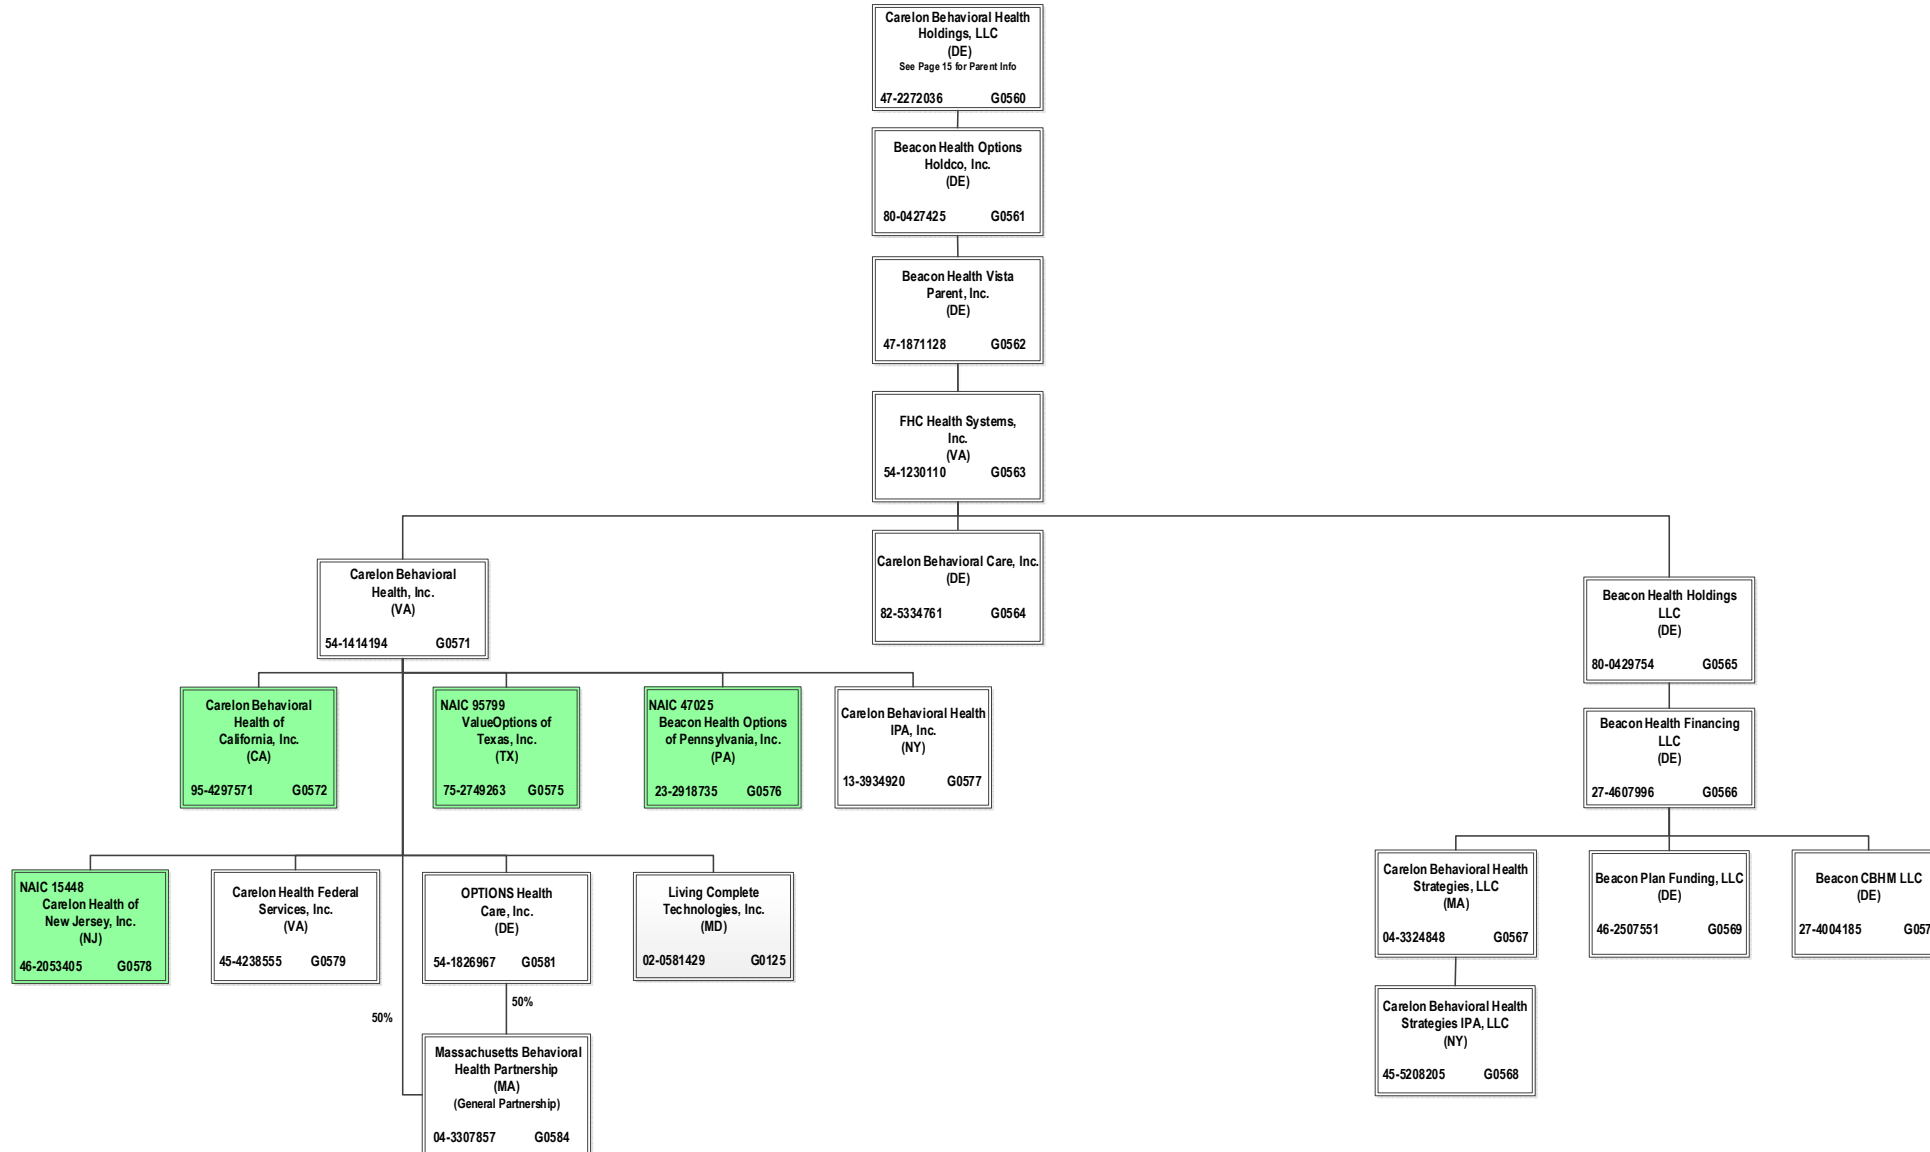 Carelon Behavioral Health
Holdings, LLC
(DE)
See Page 15 for Parent Info
47-2272036 G0560
Beacon Health Options
Holdco, Inc.
(DE)
80-0427425 G0561
Beacon Health Vista
Parent, Inc.
(DE)
47-1871128 G0562
FHC Health Systems,
Inc.
(VA)
54-1230110 G0563
Carelon Behavioral
Health, Inc.
(VA)
54-1414194 G0571
Carelon Behavioral Care, Inc.
(DE)
82-5334761 G0564
Beacon Health Holdings
LLC
(DE)
80-0429754 G0565
Carelon Behavioral
Health of
California, Inc.
(CA)
95-4297571 G0572
NAIC 95799
ValueOptions of
Texas, Inc.
(TX)
75-2749263 G0575
NAIC 47025
Beacon Health Options
of Pennsylvania, Inc.
(PA)
23-2918735 G0576
Carelon Behavioral Health
IPA, Inc.
(NY)
13-3934920 G0577
Beacon Health Financing
LLC
(DE)
27-4607996 G0566
NAIC 15448
Carelon Health of
New Jersey, Inc.
(NJ)
46-2053405 G0578
Carelon Health Federal
Services, Inc.
(VA)
45-4238555 G0579
OPTIONS Health
Care, Inc.
(DE)
54-1826967 G0581
Living Complete
Technologies, Inc.
(MD)
02-0581429 G0125
Carelon Behavioral Health
Strategies, LLC
(MA)
04-3324848 G0567
Beacon Plan Funding, LLC
(DE)
46-2507551 G0569
Beacon CBHM LLC
(DE)
27-4004185 G057
50%
50%
Massachusetts Behavioral
Health Partnership
(MA)
(General Partnership)
04-3307857 G0584
Carelon Behavioral Health
Strategies IPA, LLC
(NY)
45-5208205 G0568